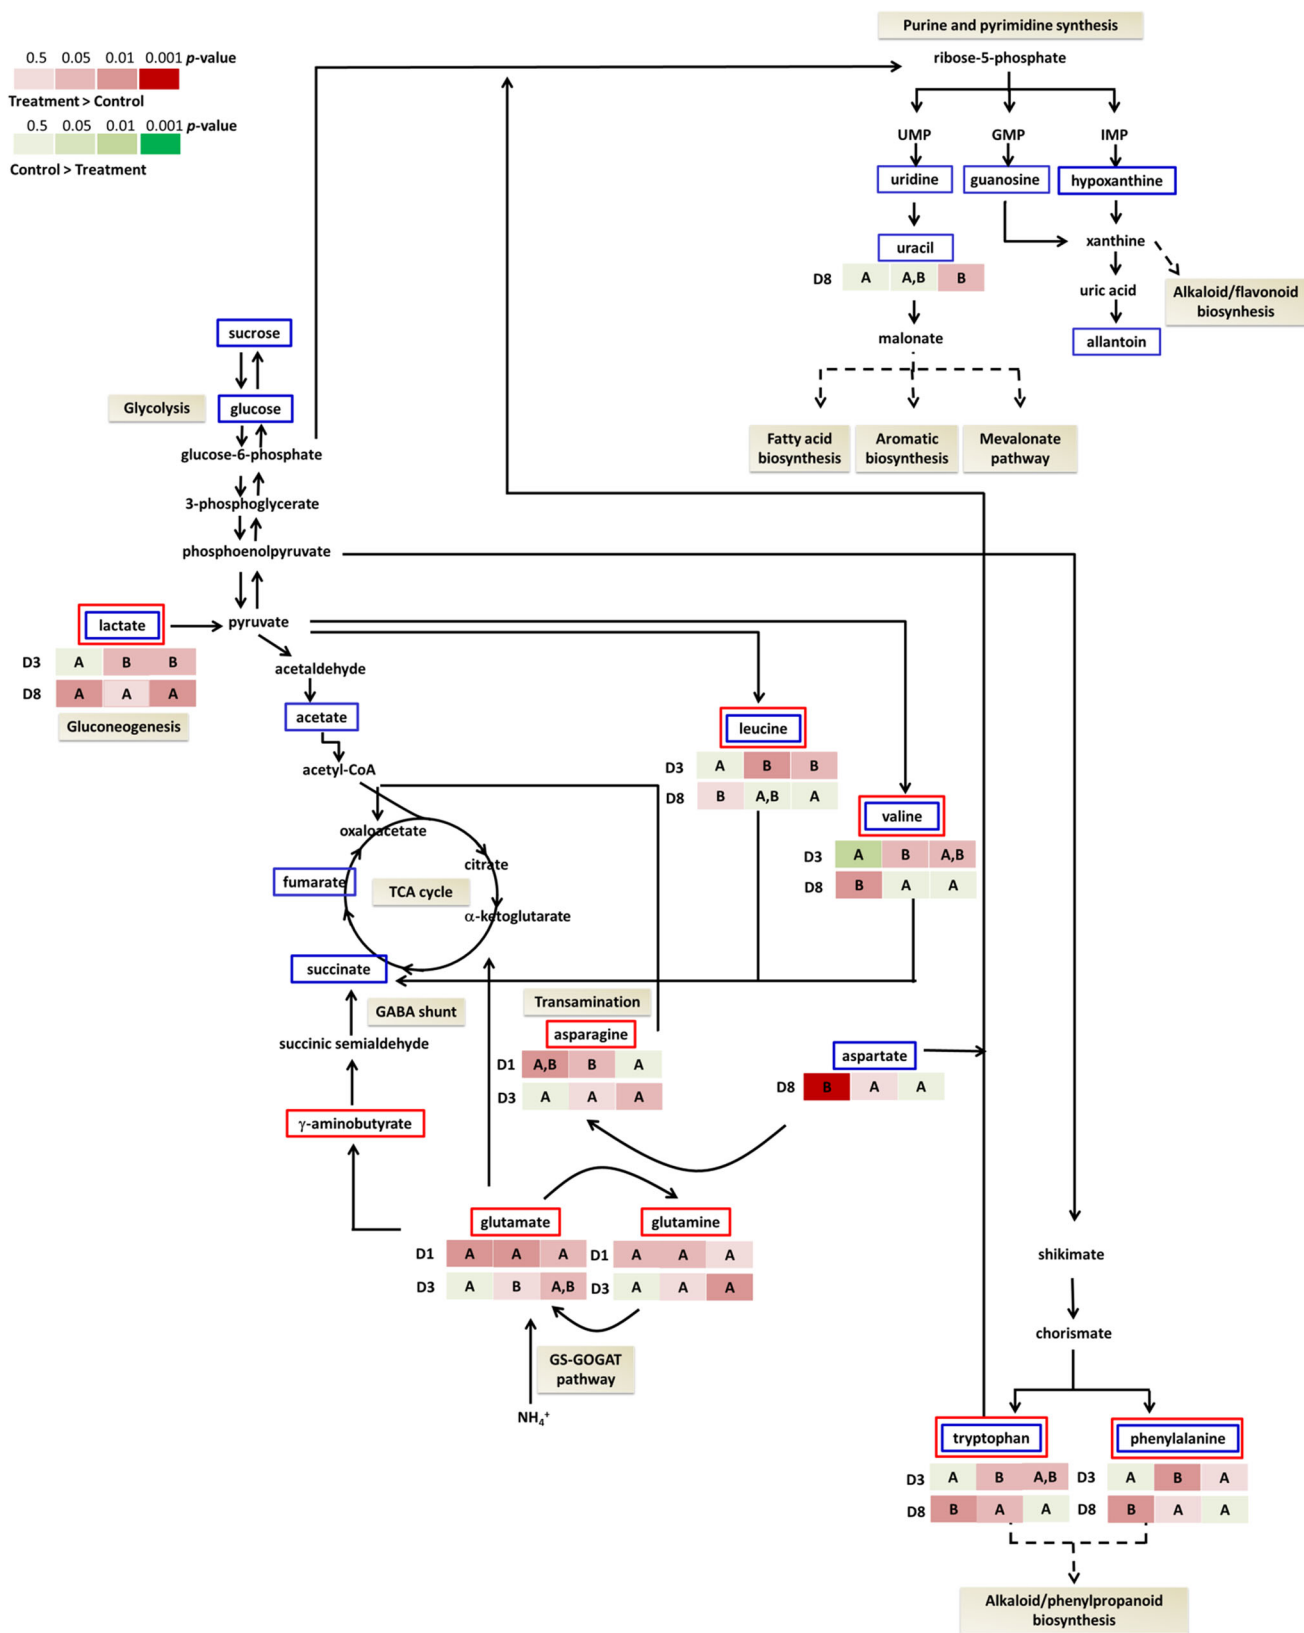 Purine and pyrimidine synthesis
ribose-5-phosphate
0.5 0.05 0.01 0.001 p-value
Treatment > Control
0.5 0.05 0.01 0.001 p-value
Control > Treatment
UMP GMP IMP
uridine guanosine hypoxanthine
uracil
xanthine
D8 A A,B B
uric acid
Alkaloid/flavonoid
biosynhesis
allantoin
malonate
sucrose
Glycolysis
glucose
Fatty acid
biosynthesis
Aromatic
biosynthesis
Mevalonate
pathway
glucose-6-phosphate
3-phosphoglycerate
phosphoenolpyruvate
lactate
pyruvate
D3 A B B
D8 A A A
Gluconeogenesis
acetaldehyde
acetate
acetyl-CoA
leucine
D3 A B B
D8 B A,B A
valine
D3 A B A,B
D8 B A A
oxaloacetate
citrate
fumarate
TCA cycle
α-ketoglutarate
succinate
GABA shunt
Transamination
asparagine
D1 A,B B A
D3 A A A
aspartate
D8 B A A
succinic semialdehyde
γ-aminobutyrate
glutamate
D1 A A A
D3 A B A,B
glutamine
D1 A A A
D3 A A A
GS-GOGAT
pathway
NH₄⁺
shikimate
chorismate
tryptophan
D3 A B A,B
D8 B A A
phenylalanine
D3 A B A
D8 B A A
Alkaloid/phenylpropanoid
biosynthesis